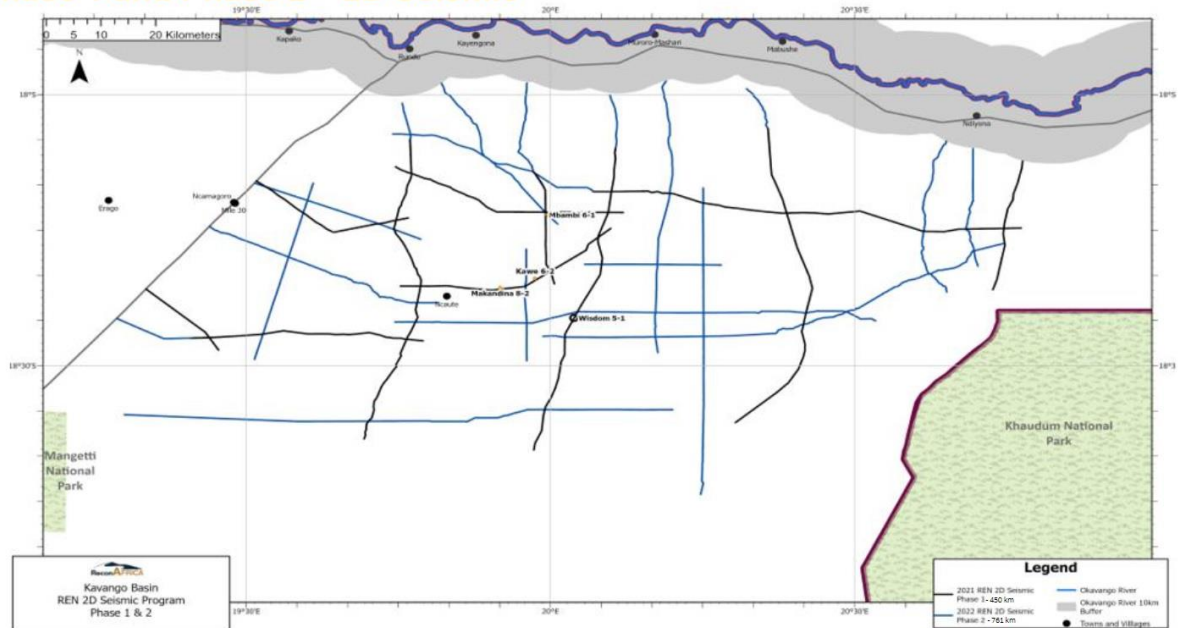 19°30'E
20°E
20°30'E
0 5 10 20 Kilometers
N
Kapako
Rundu
Kayengona
Mururo-Mashari
Mabushe
Ndiyona
18°S
18°S
Erago
Ncamagoro
Mile 30
Mbambi 6-1
Kawe 6-2
Makandina 8-2
Ncaute
Wisdom 5-1
18°30'S
18°3
Khaudum National
Park
Mangetti
National
Park
ReconAFRICA
Kavango Basin
REN 2D Seismic Program
Phase 1 & 2
19°30'E
20°E
20°30'E
Legend
2021 REN 2D Seismic
Phase 1 - 450 km
2022 REN 2D Seismic
Phase 2 - 761 km
Okavango River
Okavango River 10km
Buffer
Towns and Villages